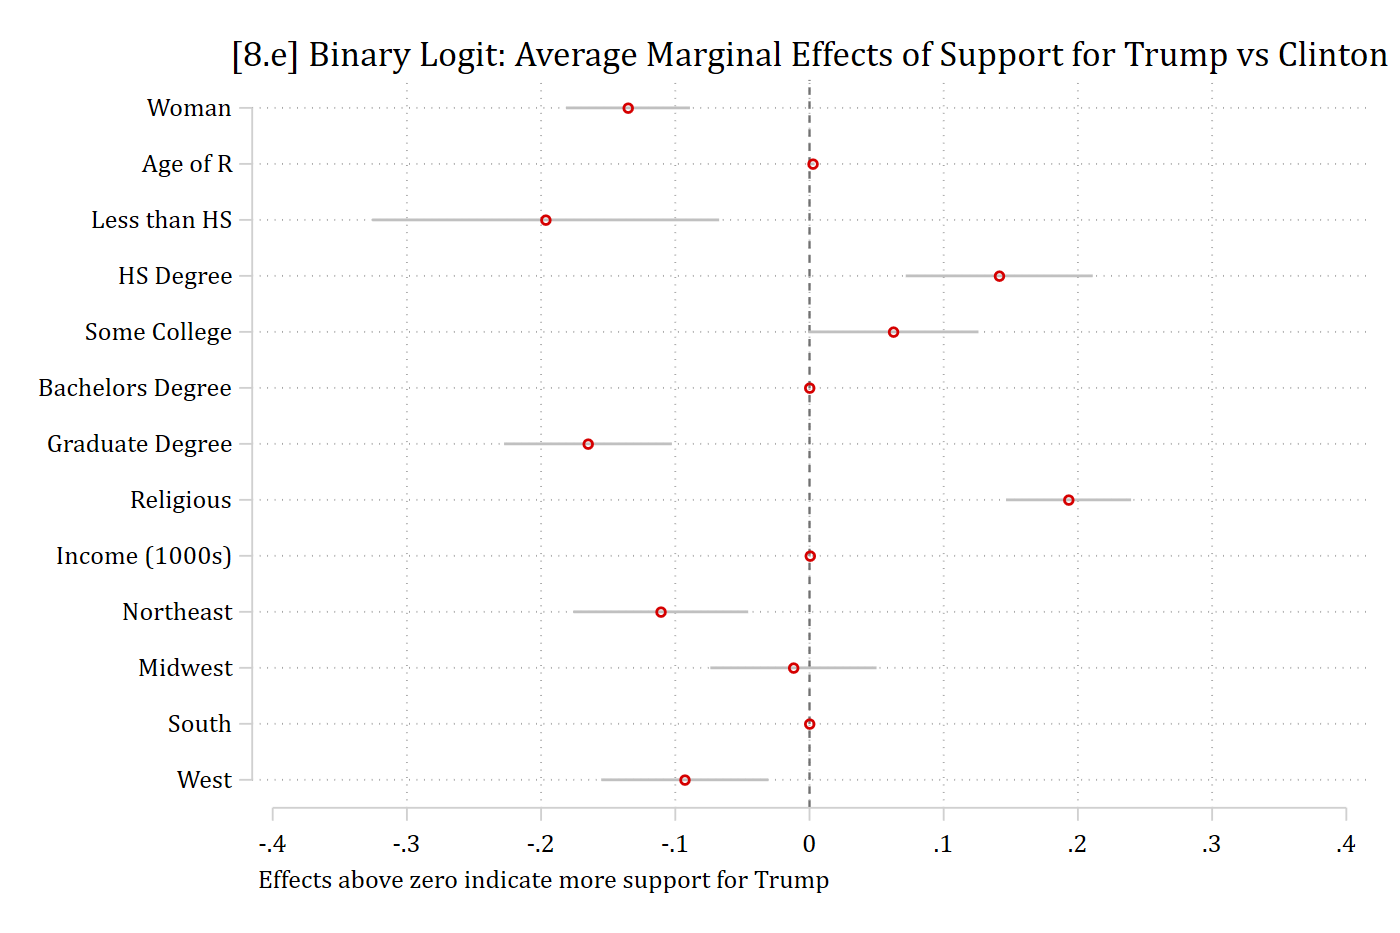 [8.e] Binary Logit: Average Marginal Effects of Support for Trump vs Clinton
Woman
Age of R
Less than HS
HS Degree
Some College
Bachelors Degree
Graduate Degree
Religious
Income (1000s)
Northeast
Midwest
South
West
-.4 -.3 -.2 -.1 0 .1 .2 .3 .4
Effects above zero indicate more support for Trump